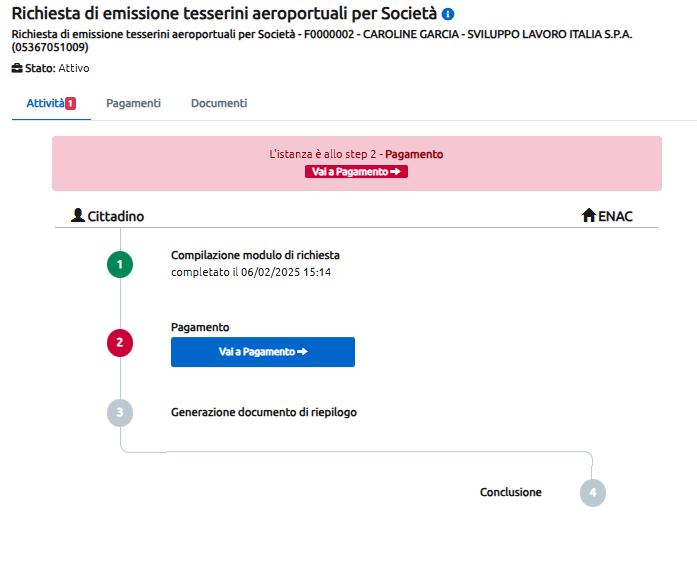 Richiesta di emissione tesserini aeroportuali per Società
Richiesta di emissione tesserini aeroportuali per Società - F0000002 - CAROLINE GARCIA - SVILUPPO LAVORO ITALIA S.P.A.
(05367051009)
Stato: Attivo
Attività 1 Pagamenti Documenti
L'istanza è allo step 2 - Pagamento
Vai a Pagamento →
Cittadino ENAC
1 Compilazione modulo di richiesta
completato il 06/02/2025 15:14
Pagamento
2 Vai a Pagamento →
3 Generazione documento di riepilogo
Conclusione 4